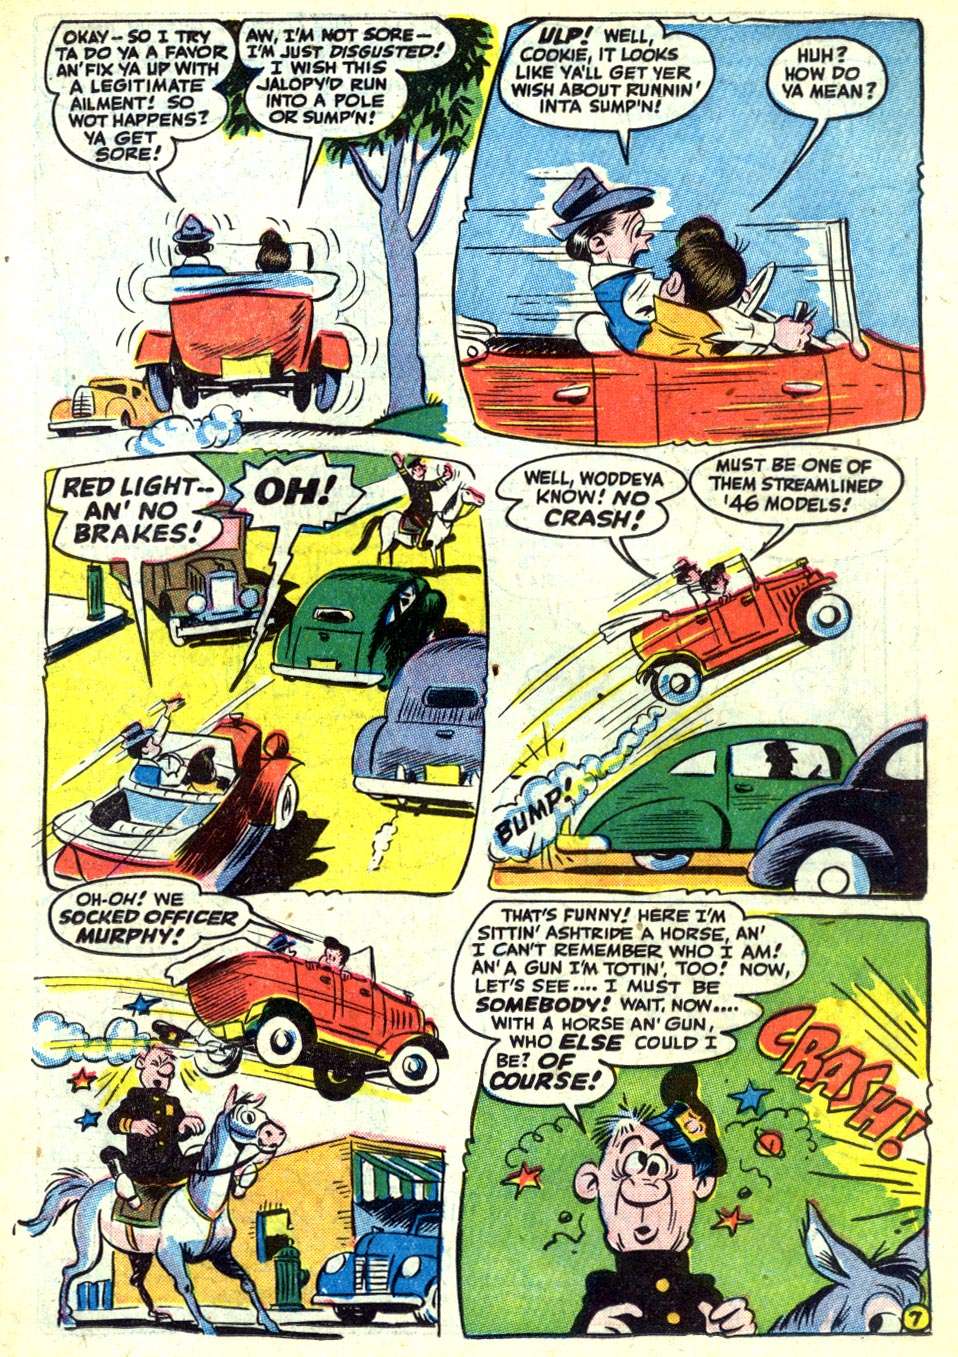 OKAY-- SO I TRY
TA DO YA A FAVOR
AN' FIX YA UP WITH
A LEGITIMATE
AILMENT! SO
WOT HAPPENS?
YA GET
SORE!
AW, I'M NOT SORE--
I'M JUST DISGUSTED!
I WISH THIS
JALOPY'D RUN
INTO A POLE
OR SUMP'N!
ULP! WELL,
COOKIE, IT LOOKS
LIKE YA'LL GET YER
WISH ABOUT RUNNIN'
INTA SUMP'N!
HUH?
HOW DO
YA MEAN?
RED LIGHT--
AN' NO
BRAKES!
OH!
WELL, WODDEYA
KNOW! NO
CRASH!
MUST BE ONE OF
THEM STREAMLINED
'46 MODELS!
BUMP!
OH-OH! WE
SOCKED OFFICER
MURPHY!
THAT'S FUNNY! HERE I'M
SITTIN' ASHTRIDE A HORSE, AN'
I CAN'T REMEMBER WHO I AM!
AN' A GUN I'M TOTIN', TOO! NOW,
LET'S SEE.... I MUST BE
SOMEBODY! WAIT, NOW....
WITH A HORSE AN' GUN,
WHO ELSE COULD I
BE? OF
COURSE!
CRASH!
7